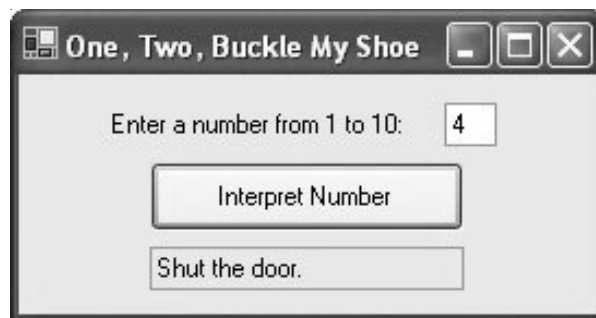 One, Two, Buckle My Shoe
Enter a number from 1 to 10: 4
Interpret Number
Shut the door.